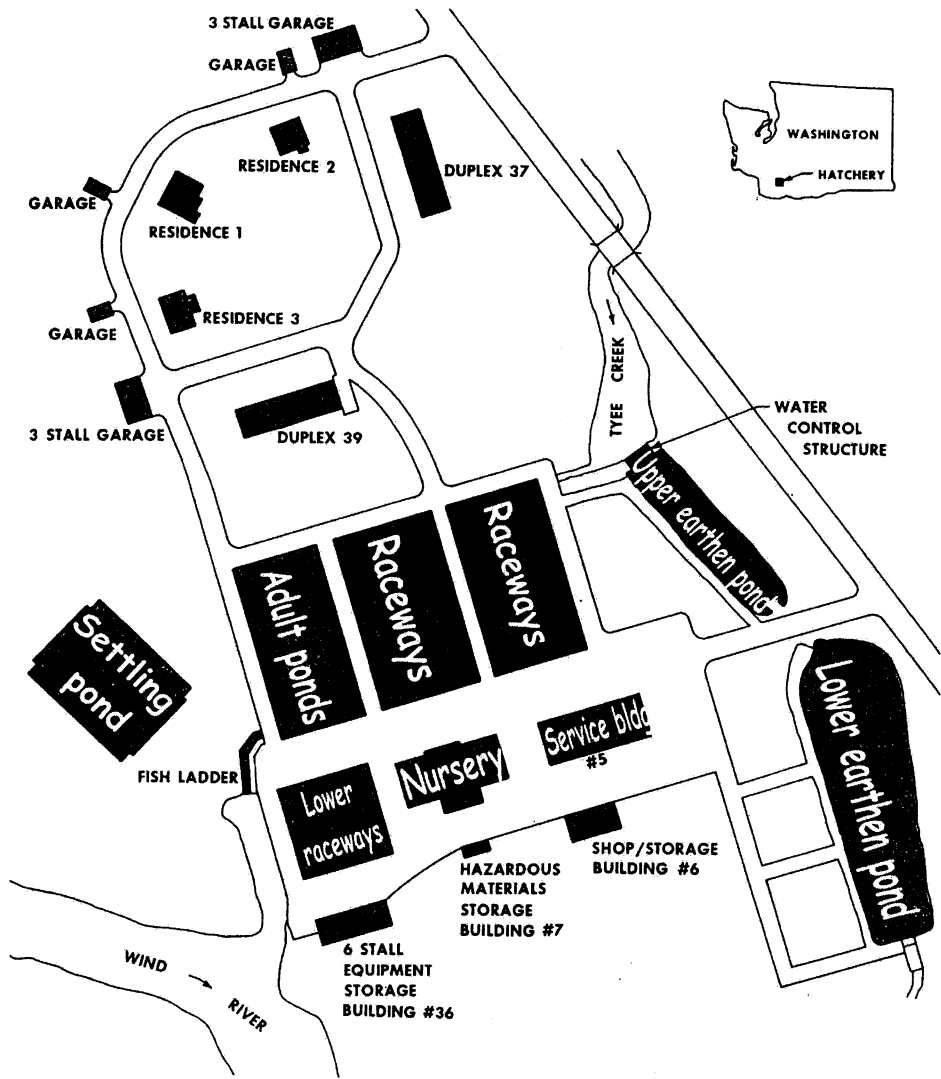 3 STALL GARAGE
GARAGE
WASHINGTON
HATCHERY
RESIDENCE 2
DUPLEX 37
GARAGE
RESIDENCE 1
RESIDENCE 3
GARAGE
TYEE CREEK
3 STALL GARAGE
DUPLEX 39
WATER
CONTROL
STRUCTURE
Upper earthen pond
Raceways
Raceways
Adult ponds
Settling
pond
Lower earthen pond
Service bldg
#5
Nursery
FISH LADDER
Lower
raceways
SHOP/STORAGE
BUILDING #6
HAZARDOUS
MATERIALS
STORAGE
BUILDING #7
6 STALL
EQUIPMENT
STORAGE
BUILDING #36
WIND
RIVER